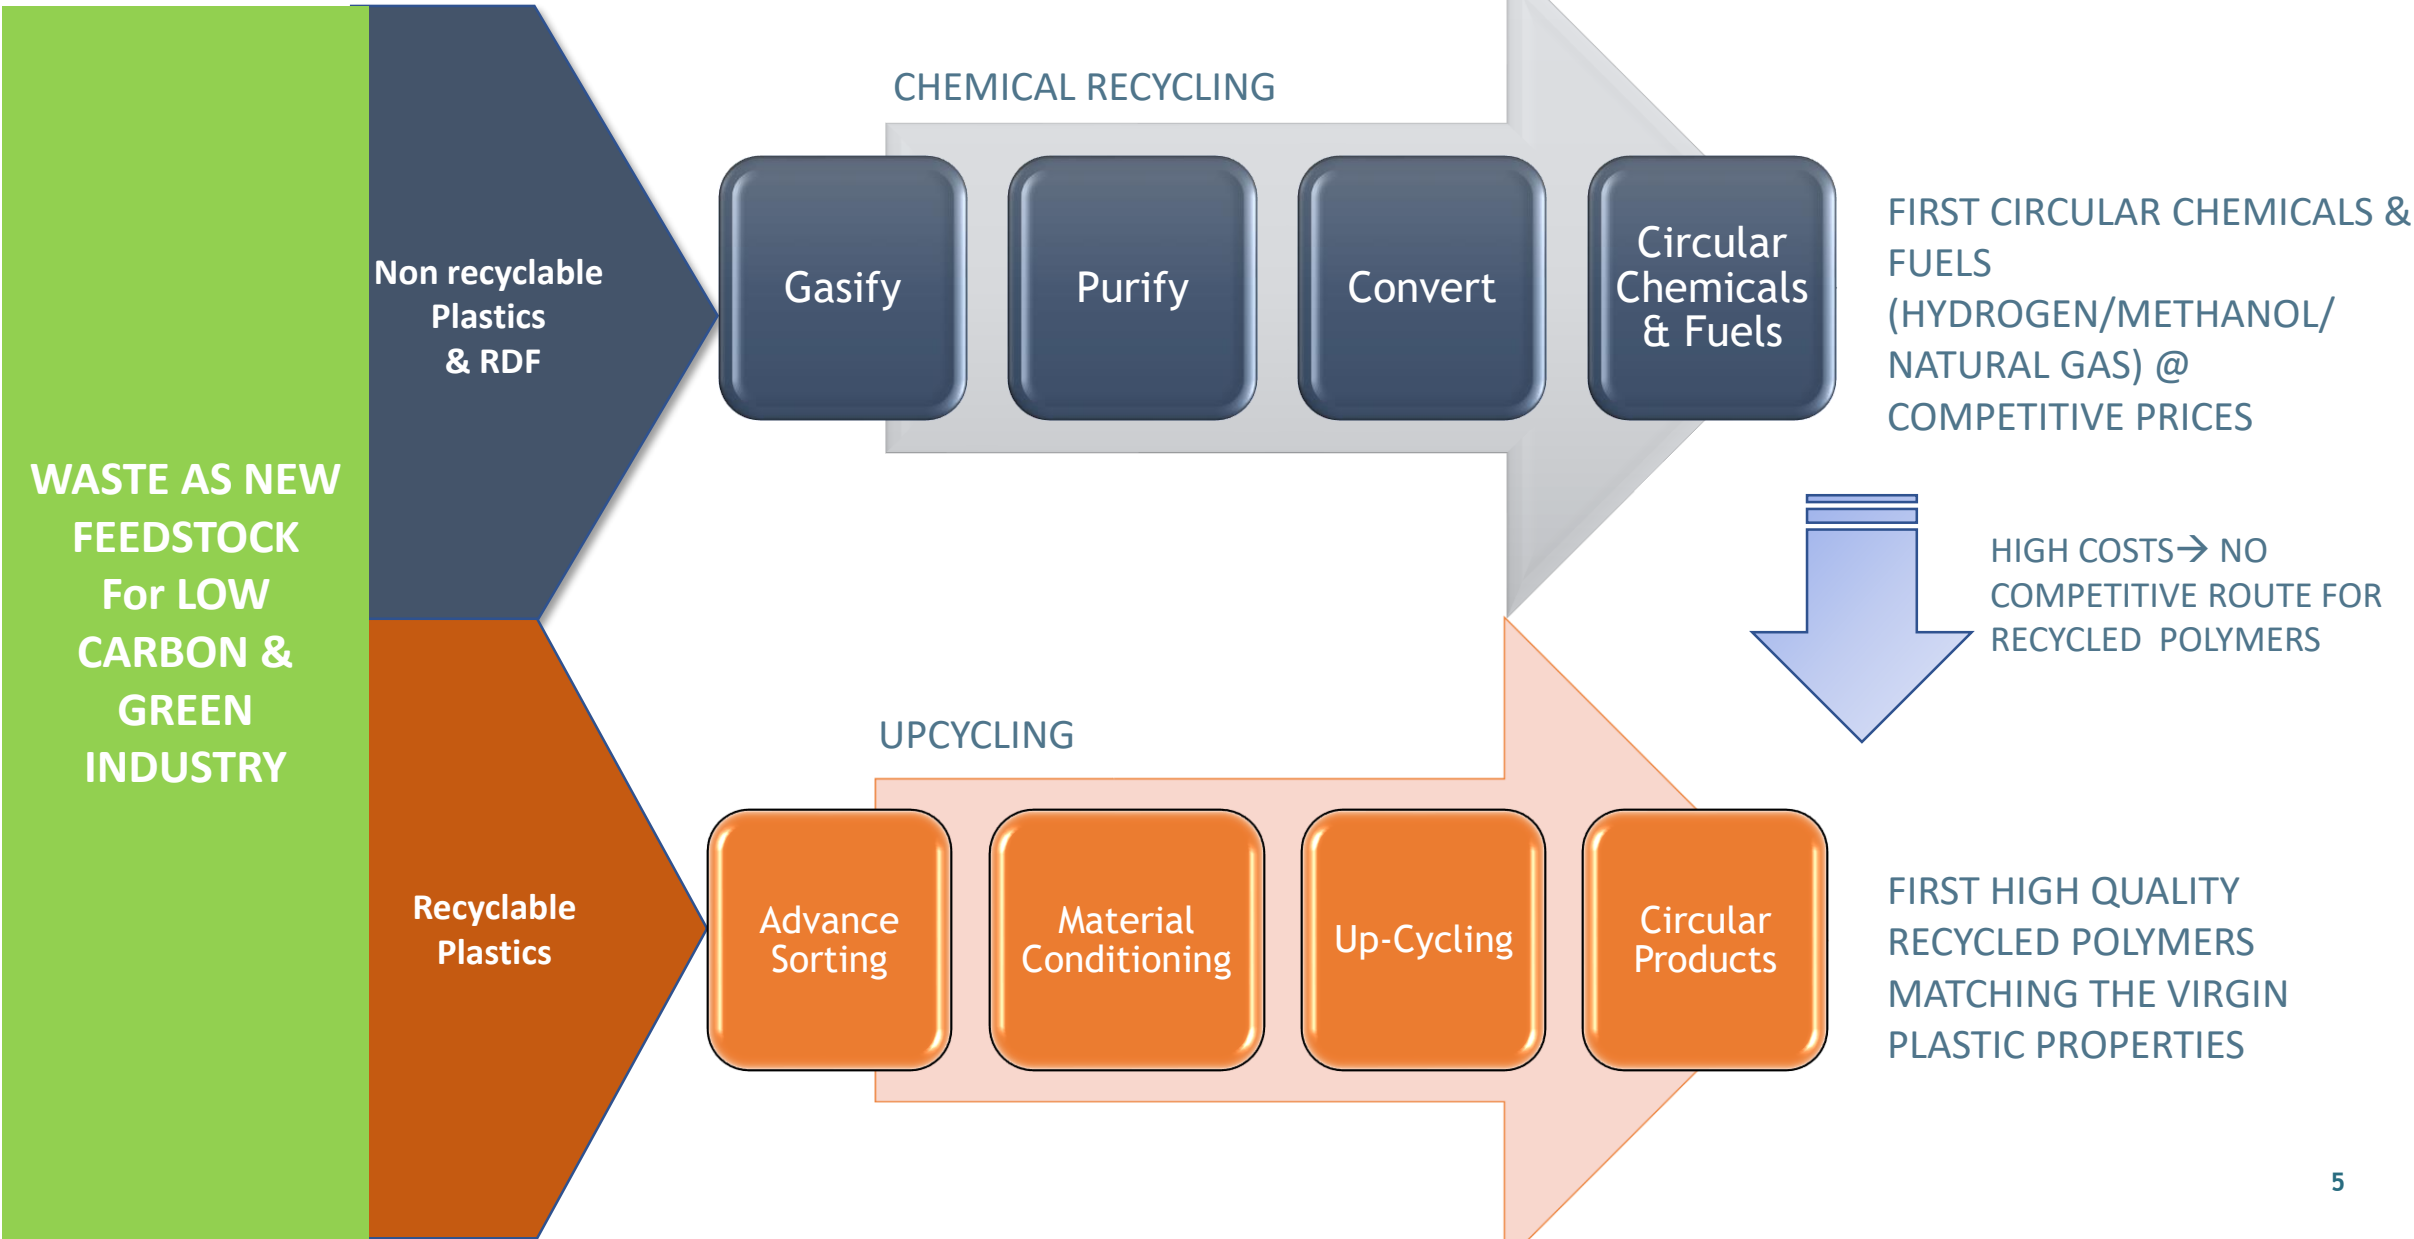 WASTE AS NEW
FEEDSTOCK
For LOW
CARBON &
GREEN
INDUSTRY
Non recyclable
Plastics
& RDF
CHEMICAL RECYCLING
Gasify
Purify
Convert
Circular
Chemicals
& Fuels
FIRST CIRCULAR CHEMICALS &
FUELS
(HYDROGEN/METHANOL/
NATURAL GAS) @
COMPETITIVE PRICES
HIGH COSTS→ NO
COMPETITIVE ROUTE FOR
RECYCLED POLYMERS
Recyclable
Plastics
UPCYCLING
Advance
Sorting
Material
Conditioning
Up-Cycling
Circular
Products
FIRST HIGH QUALITY
RECYCLED POLYMERS
MATCHING THE VIRGIN
PLASTIC PROPERTIES
5